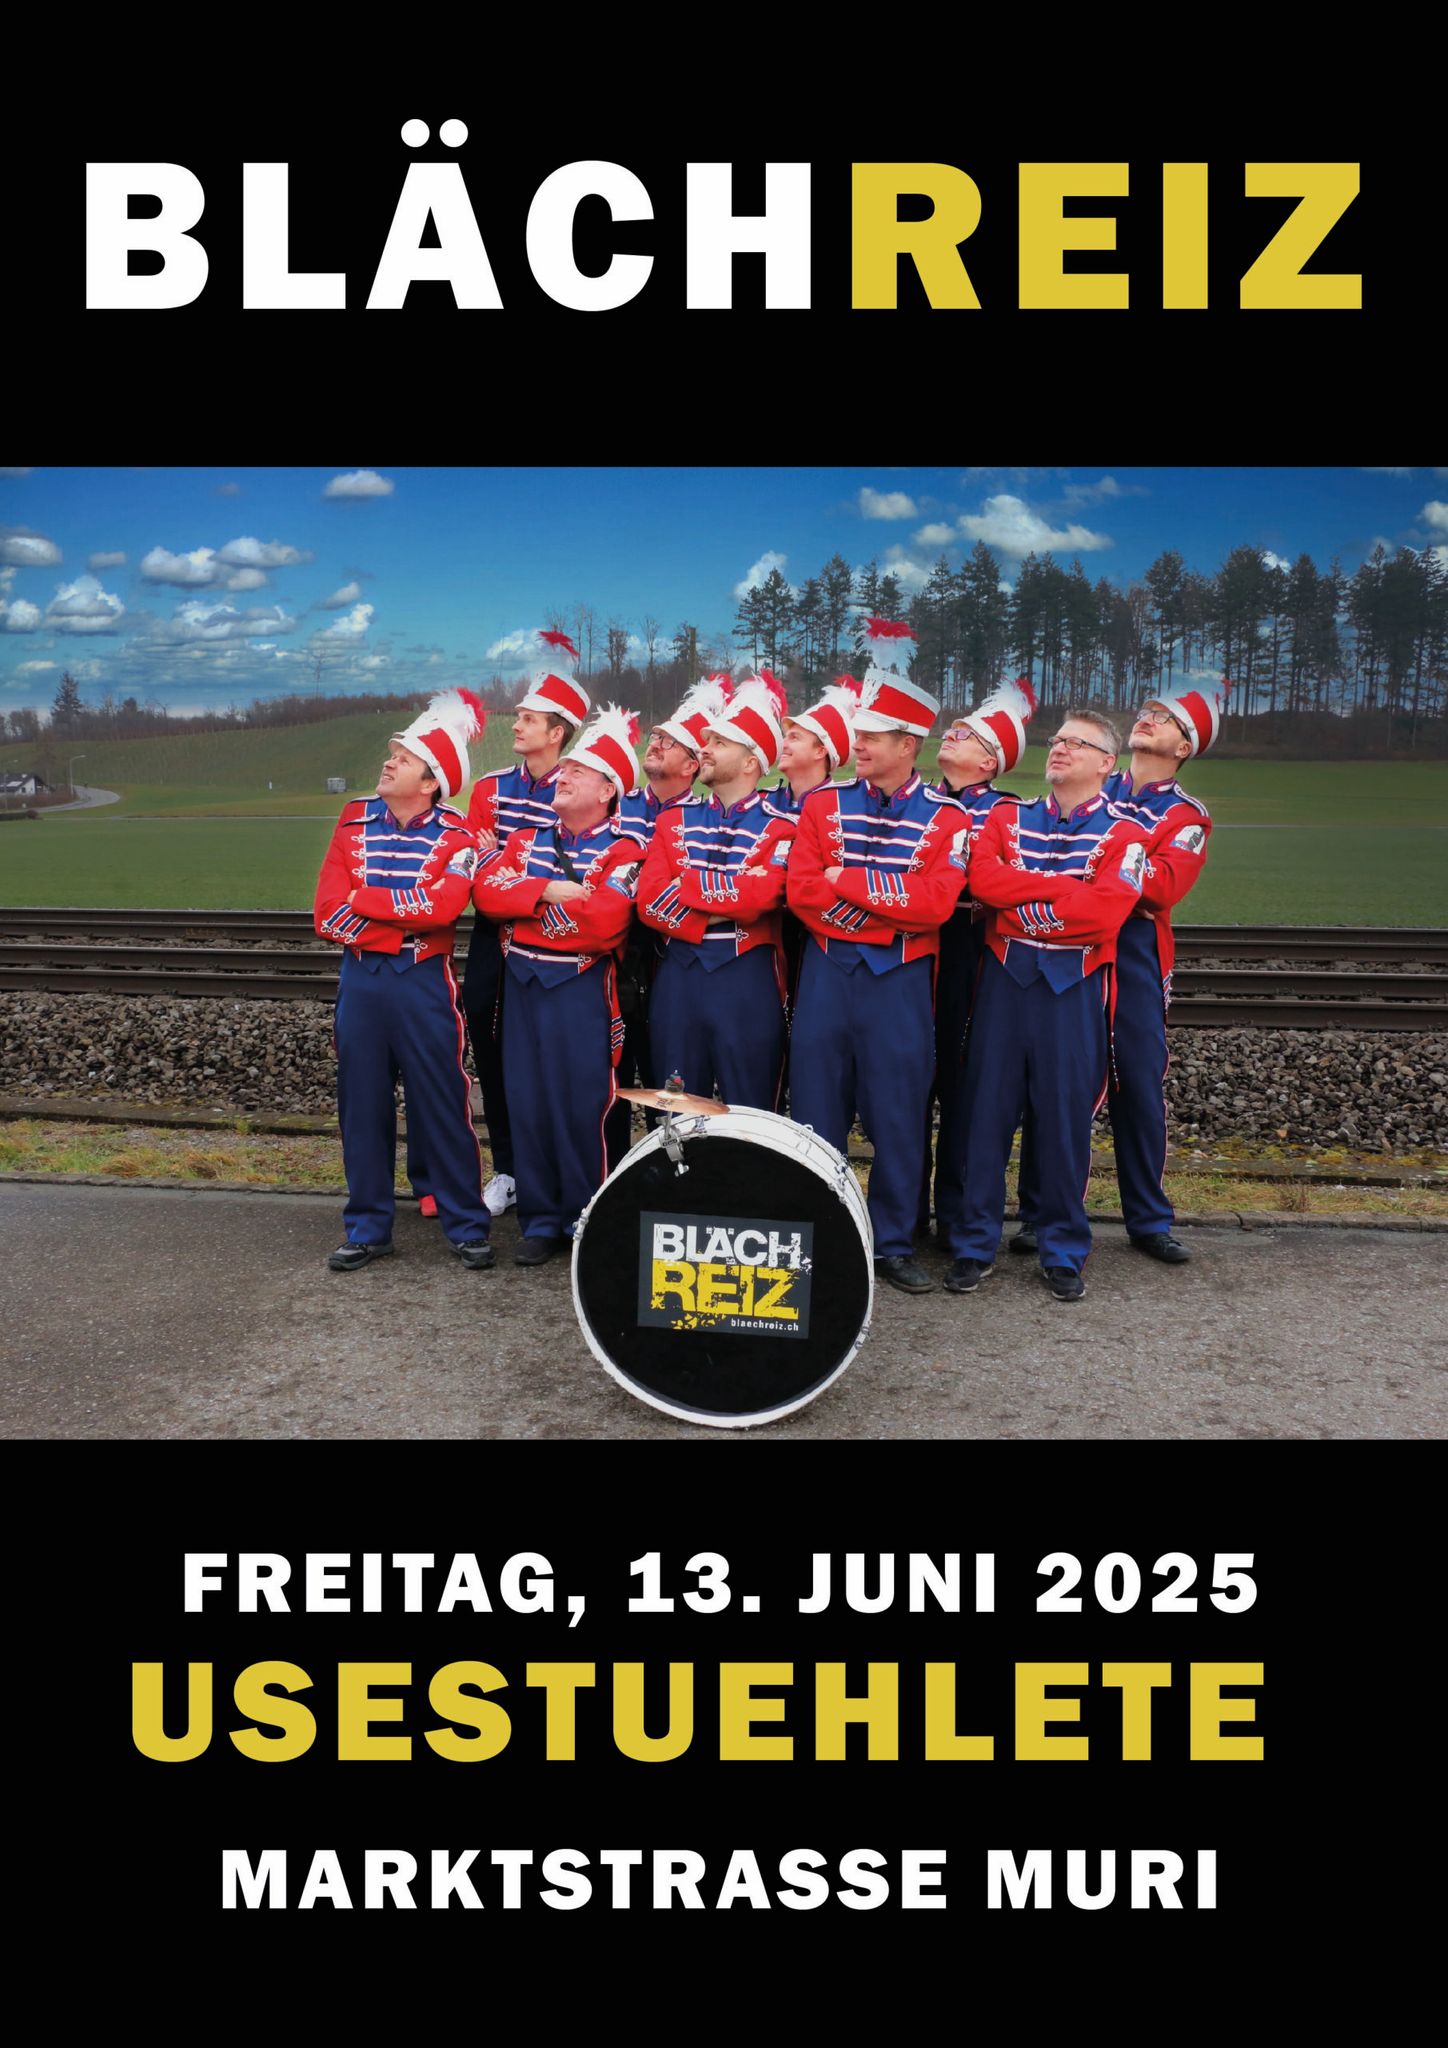 BLÄCHREIZ
BLÄCH
REIZ
blaechreiz.ch
FREITAG, 13. JUNI 2025
USESTUEHLETE
MARKTSTRASSE MURI